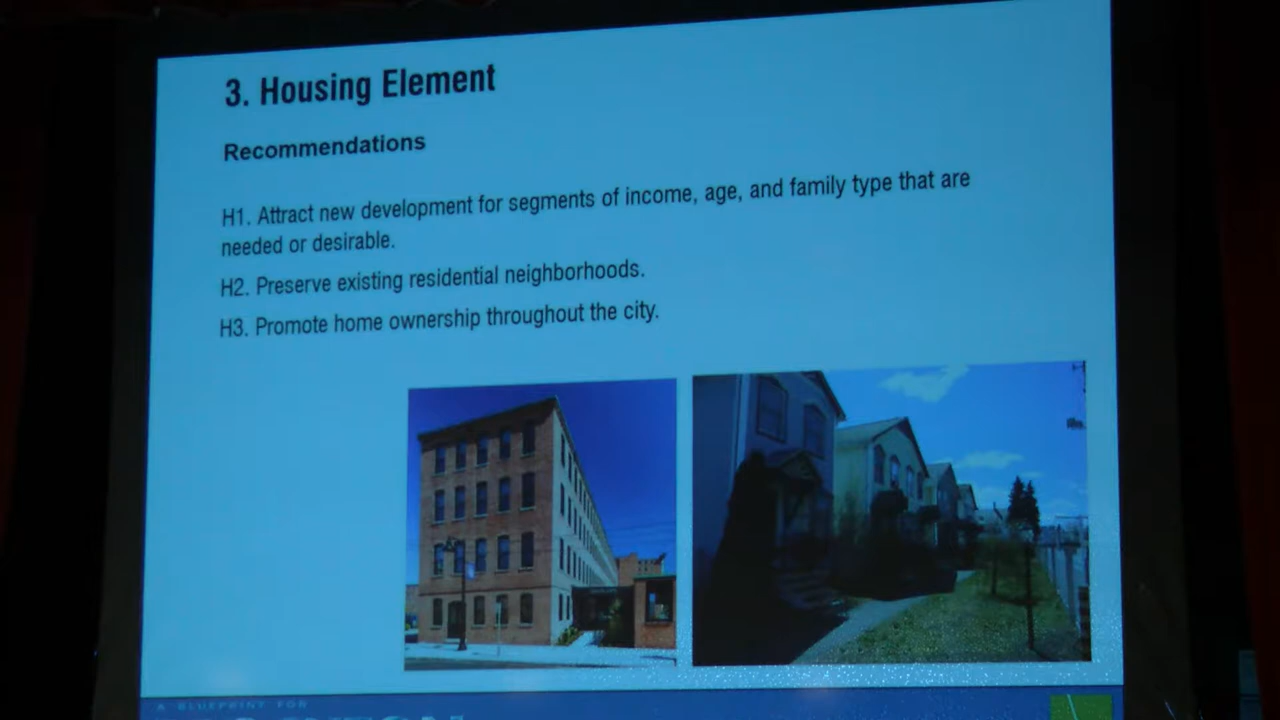 3. Housing Element
Recommendations
H1. Attract new development for segments of income, age, and family type that are
needed or desirable.
H2. Preserve existing residential neighborhoods.
H3. Promote home ownership throughout the city.
A BLUEPRINT FOR